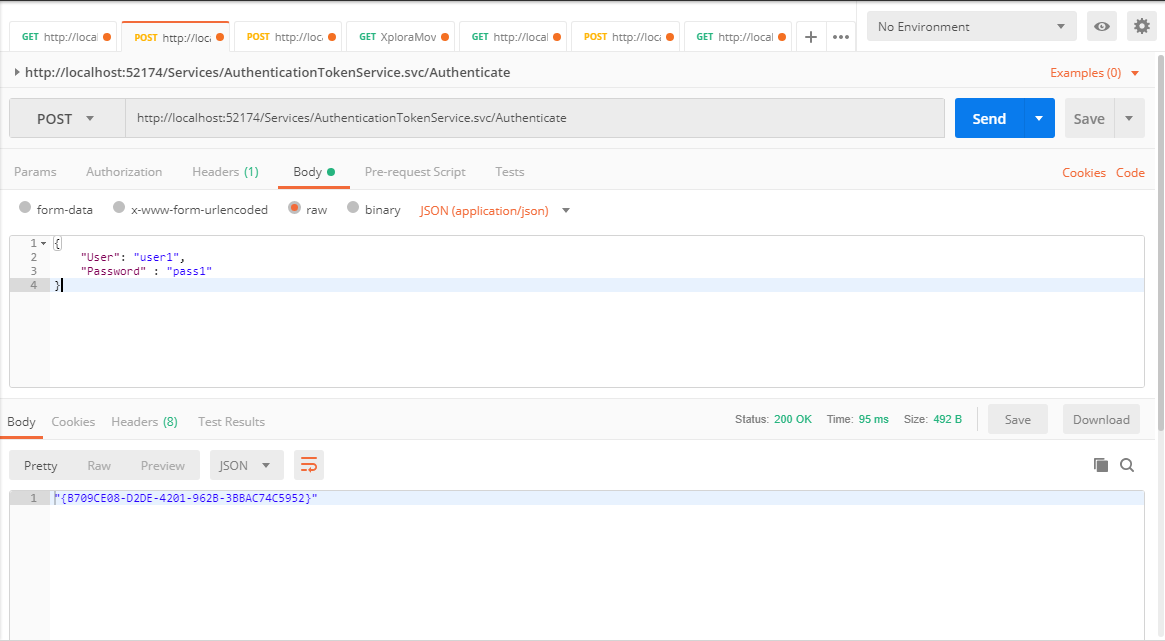 GET http://local POST http://loca POST http://loc GET XploraMov GET http://local POST http://loca GET http://local + ••• No Environment
http://localhost:52174/Services/AuthenticationTokenService.svc/Authenticate Examples (0)
POST http://localhost:52174/Services/AuthenticationTokenService.svc/Authenticate Send Save
Params Authorization Headers (1) Body Pre-request Script Tests Cookies Code
form-data x-www-form-urlencoded raw binary JSON (application/json)
1 {
2 "User": "user1",
3 "Password" : "pass1"
4 }
Body Cookies Headers (8) Test Results Status: 200 OK Time: 95 ms Size: 492 B Save Download
Pretty Raw Preview JSON
1 "{B709CE08-D2DE-4201-962B-3BBAC74C5952}"